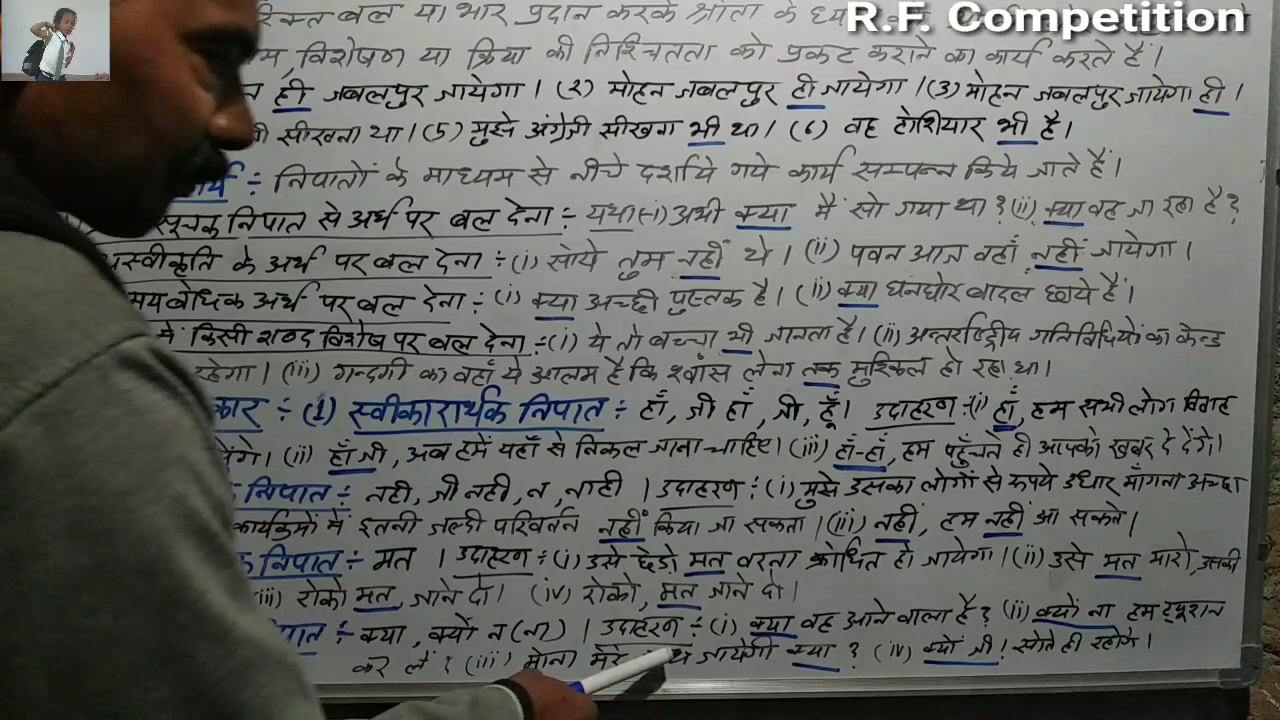 R.F. Competition
बल या भार प्रदान करके श्रोता के
विशेषण या क्रिया की निश्चितता को प्रकट कराने का कार्य करते हैं।
ही जबलपुर जायेगा। (2) मोहन जबलपुर ही जायेगा। (3) मोहन जबलपुर जायेगा ही।
सीखना था। (5) मुझे अंग्रेजी सीखना भी था। (6) वह होशियार भी है।
कार्य ÷ निपातों के माध्यम से नीचे दर्शाये गये कार्य सम्पन्न किये जाते हैं।
सूचक निपात से अर्थ पर बल देना ÷ यथा (i) अभी क्या मैं सो गया था? (ii) क्या वह जा रहा है?
अस्वीकृति के अर्थ पर बल देना ÷ (i) सोये तुम नहीं थे। (ii) पवन आज वहाँ नहीं जायेगा।
बोधिक अर्थ पर बल देना ÷ (i) क्या अच्छी पुस्तक है। (ii) क्या घनघोर बादल छाये हैं।
में किसी शब्द विशेष पर बल देना ÷ (i) ये तो बच्चा भी जानता है। (ii) अन्तर्राष्ट्रीय गतिविधियों का केन्द्र
रहेगा। (iii) गन्दगी का वहाँ ये आलम है कि श्वाँस लेना तक मुश्किल हो रहा था।
÷ (1) स्वीकारार्थक निपात ÷ हाँ, जी हाँ, जी, हूँ। उदाहरण ÷ (i) हाँ, हम सभी लोग विवाह
(ii) हाँ जी, अब हमें यहाँ से निकल जाना चाहिए। (iii) हाँ-हाँ, हम पहुँचते ही आपको खबर दे देंगे।
निपात ÷ नहीं, जी नहीं, न, नाही। उदाहरण ÷ (i) मुझे उसका लोगों से रूपये उधार माँगना अच्छा
कार्यक्रमों में इतनी जल्दी परिवर्तन नहीं किया जा सकता। (iii) नहीं, हम नहीं आ सकते।
निपात ÷ मत। उदाहरण ÷ (i) उसे छेड़ो मत वरना क्रोधित हो जायेगा। (ii) उसे मत मारो, उसकी
(iii) रोको मत, जाने दो। (iv) रोको, मत जाने दो।
÷ क्या, क्यों न (ना)। उदाहरण ÷ (i) क्या वह आने वाला है? (ii) क्यों ना हम ट्यूशन
कर लें? (iii) मोना मेरे जायेगी क्या? (iv) क्यों जी! सोते ही रहोगे।